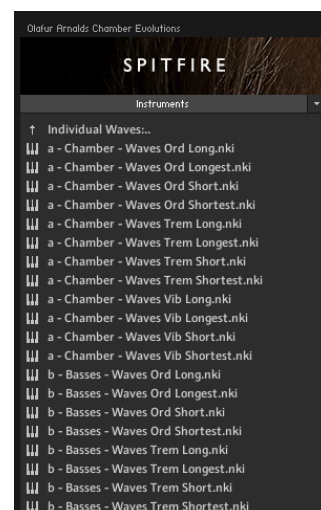 Olafur Arnalds Chamber Evolutions
SPITFIRE
Instruments
Individual Waves:..
a - Chamber - Waves Ord Long.nki
a - Chamber - Waves Ord Longest.nki
a - Chamber - Waves Ord Short.nki
a - Chamber - Waves Ord Shortest.nki
a - Chamber - Waves Trem Long.nki
a - Chamber - Waves Trem Longest.nki
a - Chamber - Waves Trem Short.nki
a - Chamber - Waves Trem Shortest.nki
a - Chamber - Waves Vib Long.nki
a - Chamber - Waves Vib Longest.nki
a - Chamber - Waves Vib Short.nki
a - Chamber - Waves Vib Shortest.nki
b - Basses - Waves Ord Long.nki
b - Basses - Waves Ord Longest.nki
b - Basses - Waves Ord Short.nki
b - Basses - Waves Ord Shortest.nki
b - Basses - Waves Trem Long.nki
b - Basses - Waves Trem Longest.nki
b - Basses - Waves Trem Short.nki
b - Basses - Waves Trem Shortest.nki